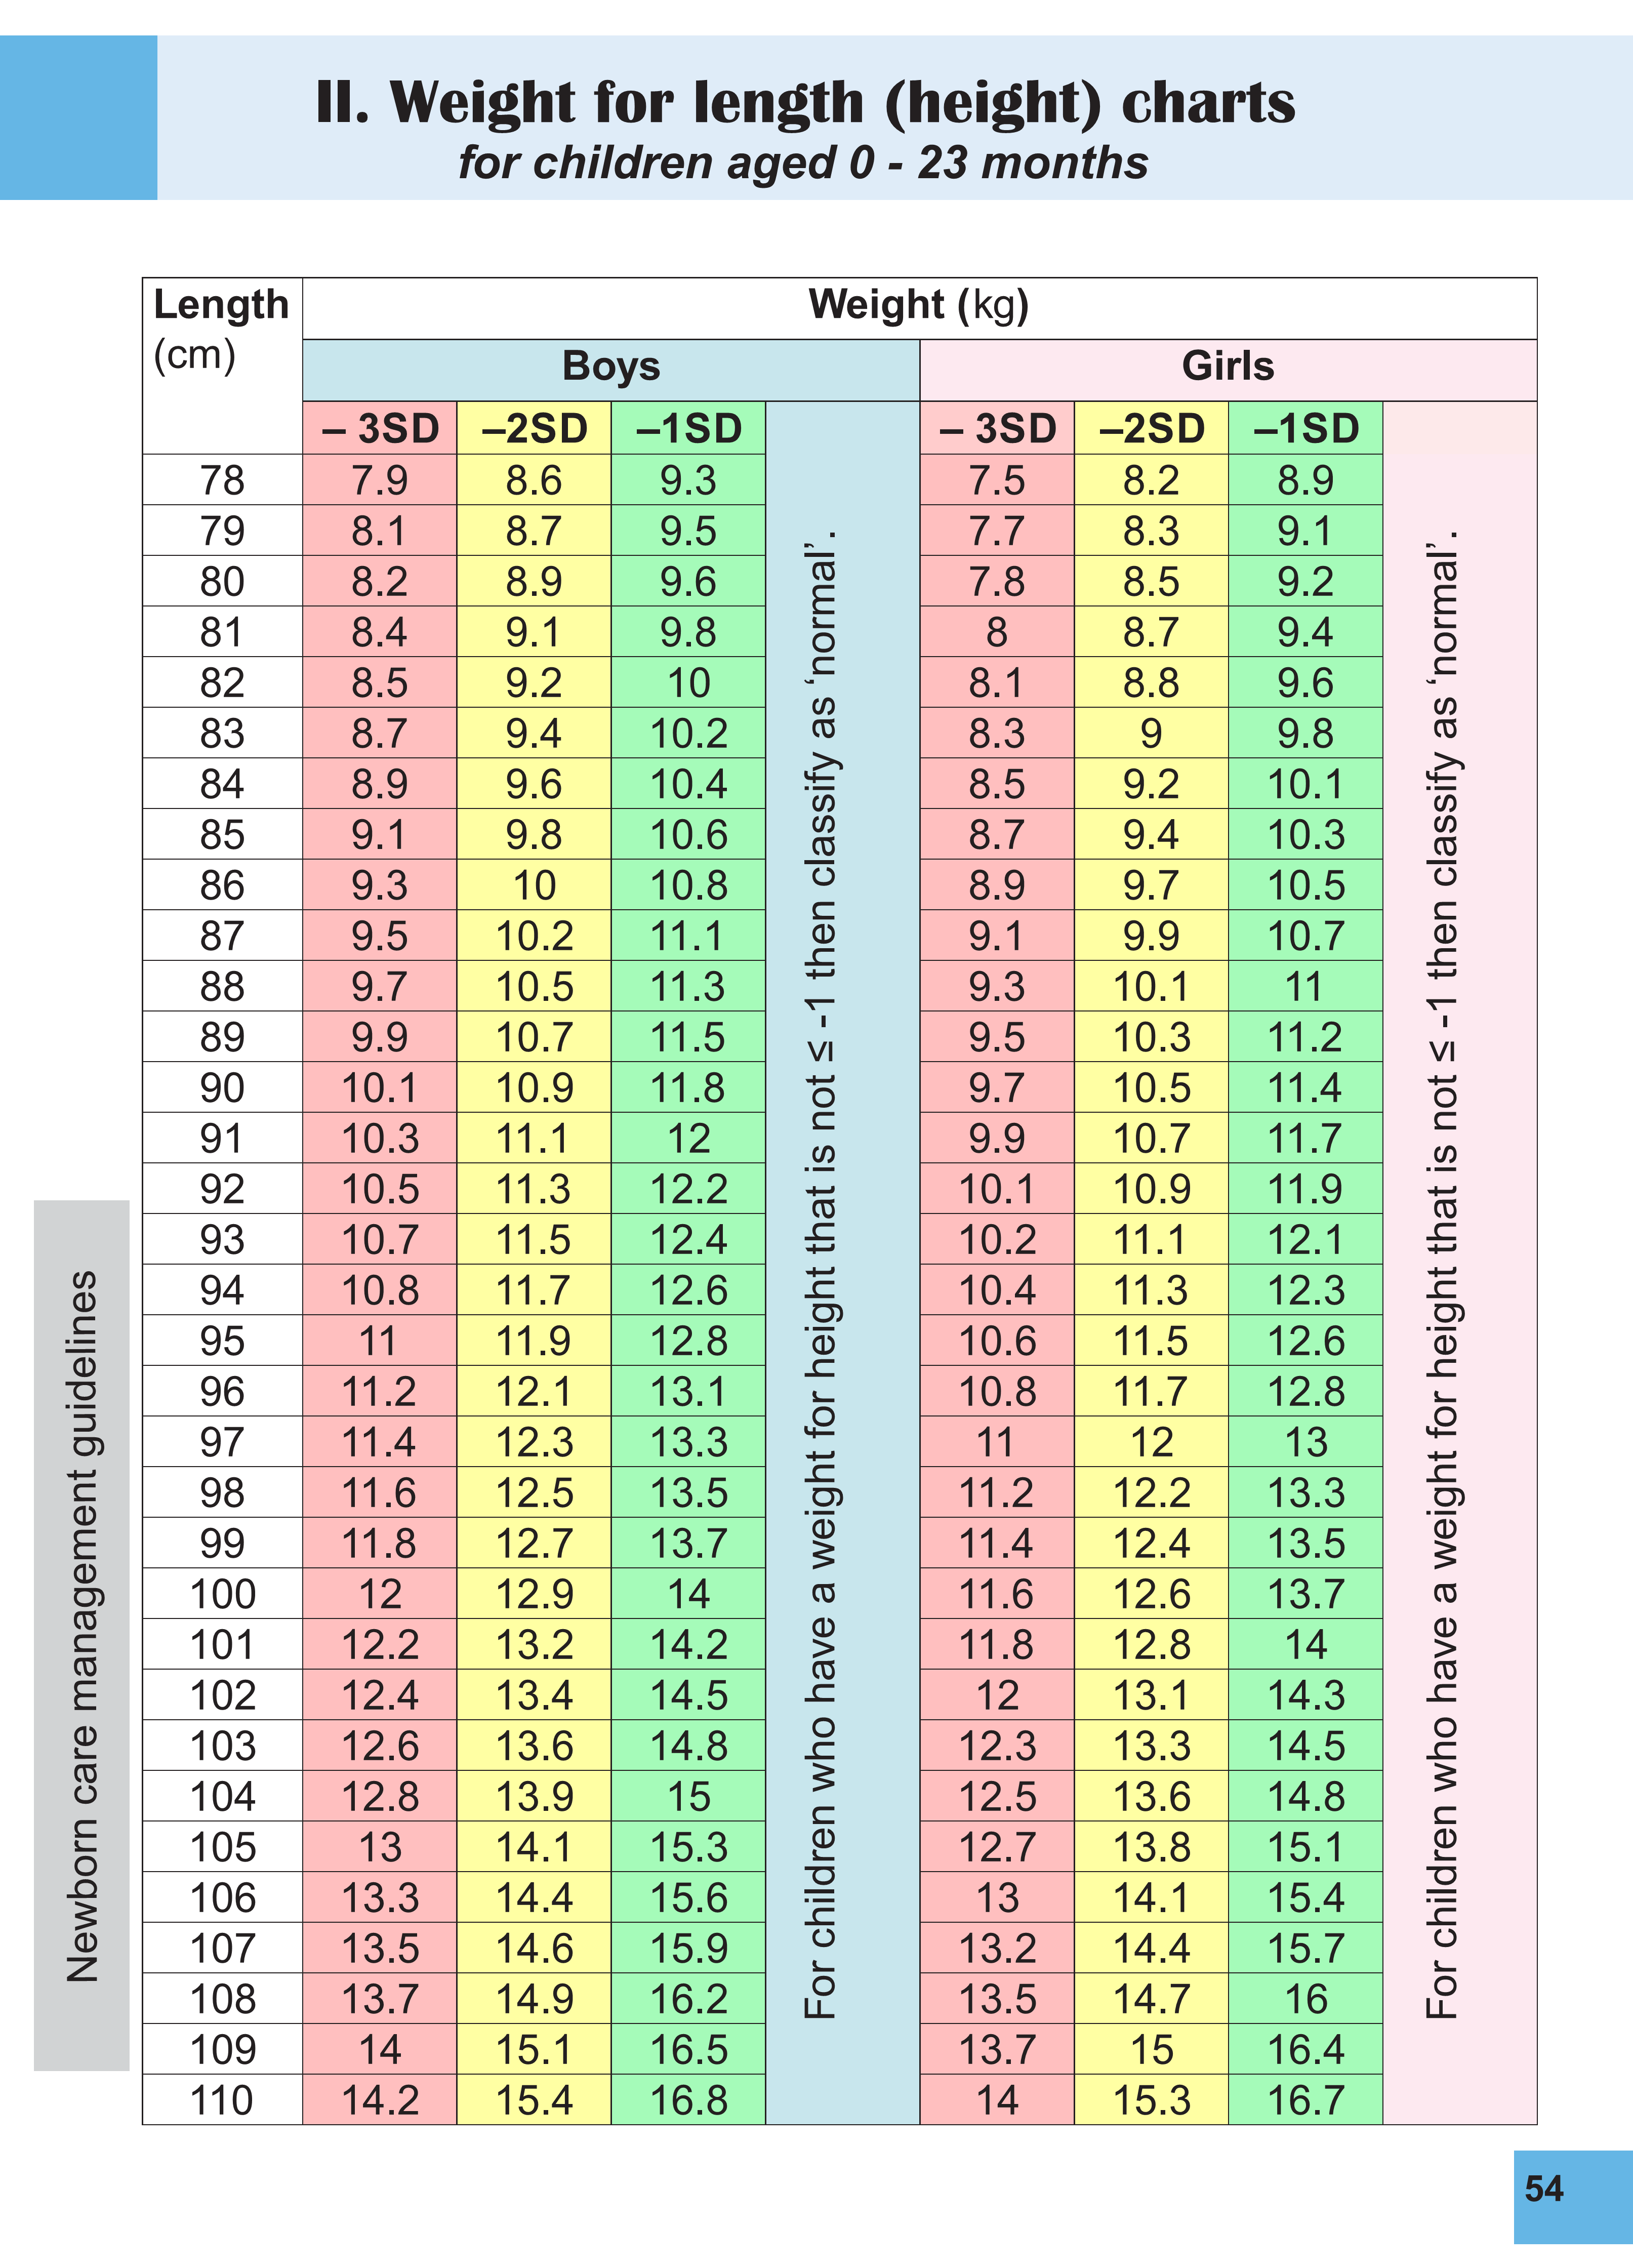 II. Weight for length (height) charts
for children aged 0 - 23 months
Length (cm) Weight (kg)
Boys Girls
– 3SD –2SD –1SD – 3SD –2SD –1SD
78 7.9 8.6 9.3 7.5 8.2 8.9
79 8.1 8.7 9.5 7.7 8.3 9.1
80 8.2 8.9 9.6 7.8 8.5 9.2
81 8.4 9.1 9.8 8 8.7 9.4
82 8.5 9.2 10 8.1 8.8 9.6
83 8.7 9.4 10.2 8.3 9 9.8
84 8.9 9.6 10.4 8.5 9.2 10.1
85 9.1 9.8 10.6 8.7 9.4 10.3
86 9.3 10 10.8 8.9 9.7 10.5
87 9.5 10.2 11.1 9.1 9.9 10.7
88 9.7 10.5 11.3 9.3 10.1 11
89 9.9 10.7 11.5 9.5 10.3 11.2
90 10.1 10.9 11.8 9.7 10.5 11.4
91 10.3 11.1 12 9.9 10.7 11.7
92 10.5 11.3 12.2 10.1 10.9 11.9
93 10.7 11.5 12.4 10.2 11.1 12.1
94 10.8 11.7 12.6 10.4 11.3 12.3
95 11 11.9 12.8 10.6 11.5 12.6
96 11.2 12.1 13.1 10.8 11.7 12.8
97 11.4 12.3 13.3 11 12 13
98 11.6 12.5 13.5 11.2 12.2 13.3
99 11.8 12.7 13.7 11.4 12.4 13.5
100 12 12.9 14 11.6 12.6 13.7
101 12.2 13.2 14.2 11.8 12.8 14
102 12.4 13.4 14.5 12 13.1 14.3
103 12.6 13.6 14.8 12.3 13.3 14.5
104 12.8 13.9 15 12.5 13.6 14.8
105 13 14.1 15.3 12.7 13.8 15.1
106 13.3 14.4 15.6 13 14.1 15.4
107 13.5 14.6 15.9 13.2 14.4 15.7
108 13.7 14.9 16.2 13.5 14.7 16
109 14 15.1 16.5 13.7 15 16.4
110 14.2 15.4 16.8 14 15.3 16.7
For children who have a weight for height that is not ≤ -1 then classify as ‘normal’.
For children who have a weight for height that is not ≤ -1 then classify as ‘normal’.
Newborn care management guidelines
54